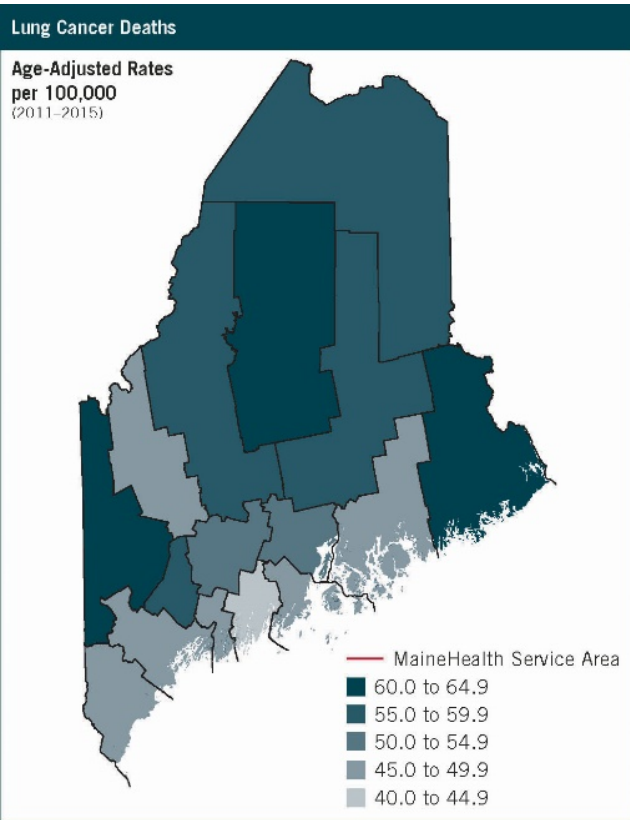 Lung Cancer Deaths
Age-Adjusted Rates
per 100,000
(2011–2015)
MaineHealth Service Area
60.0 to 64.9
55.0 to 59.9
50.0 to 54.9
45.0 to 49.9
40.0 to 44.9